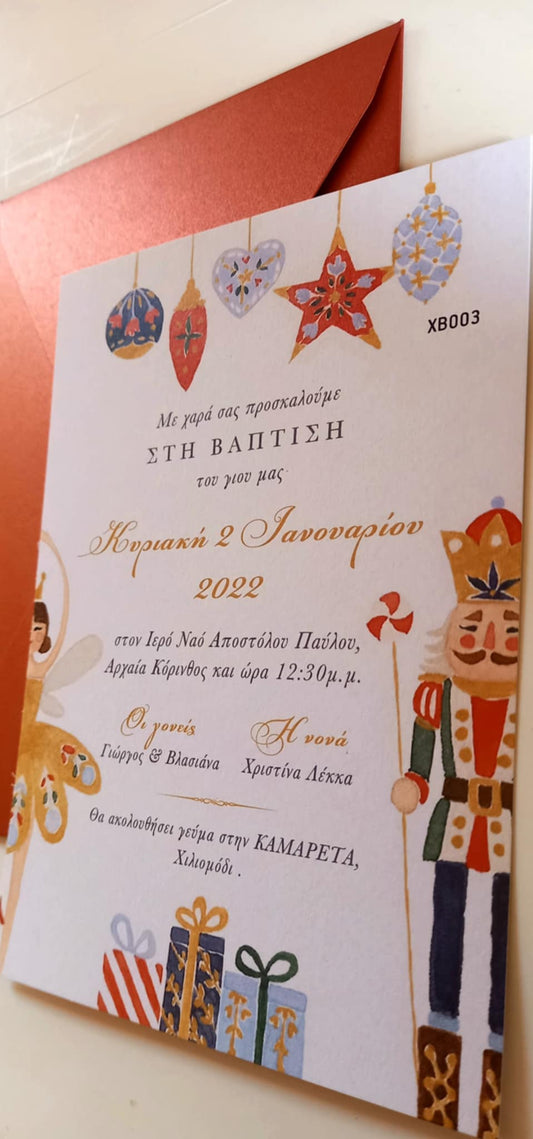 XB003
Με χαρά σας προσκαλούμε
ΣΤΗ ΒΑΠΤΙΣΗ
του γιου μας
Κυριακή 2 Ιανουαρίου
2022
στον Ιερό Ναό Αποστόλου Παύλου,
Αρχαία Κόρινθος και ώρα 12:30μ.μ.
Οι γονείς
Γιώργος & Βλασιάνα
Η νονά
Χριστίνα Λέκκα
Θα ακολουθήσει γεύμα στην ΚΑΜΑΡΕΤΑ,
Χιλιομόδι .